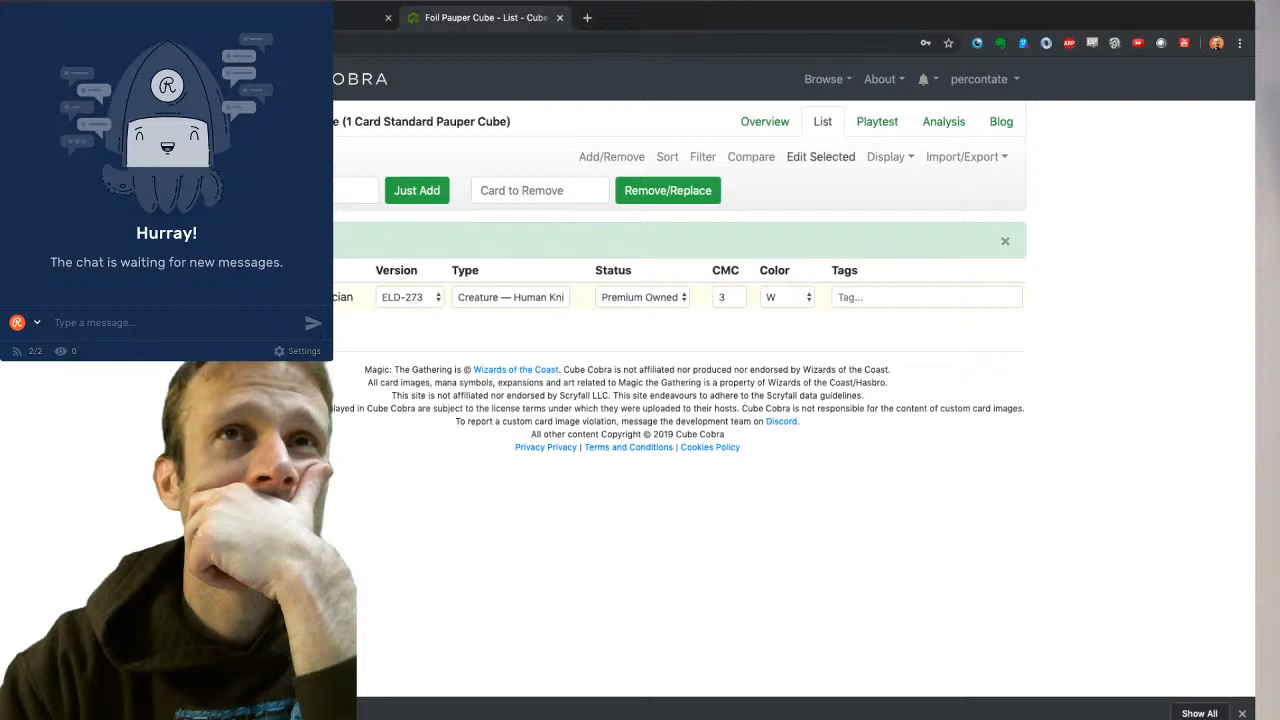 Foil Pauper Cube - List - Cube
OBRA
Browse About percontate
e (1 Card Standard Pauper Cube)
Overview List Playtest Analysis Blog
Add/Remove Sort Filter Compare Edit Selected Display Import/Export
Just Add Card to Remove Remove/Replace
Version Type Status CMC Color Tags
cian ELD-273 Creature — Human Kni Premium Owned 3 W Tag...
Magic: The Gathering is © Wizards of the Coast. Cube Cobra is not affiliated nor produced nor endorsed by Wizards of the Coast.
All card images, mana symbols, expansions and art related to Magic the Gathering is a property of Wizards of the Coast/Hasbro.
This site is not affiliated nor endorsed by Scryfall LLC. This site endeavours to adhere to the Scryfall data guidelines.
layed in Cube Cobra are subject to the license terms under which they were uploaded to their hosts. Cube Cobra is not responsible for the content of custom card images.
To report a custom card image violation, message the development team on Discord.
All other content Copyright © 2019 Cube Cobra
Privacy Privacy | Terms and Conditions | Cookies Policy
Hurray!
The chat is waiting for new messages.
Type a message...
2/2 0 Settings
Show All